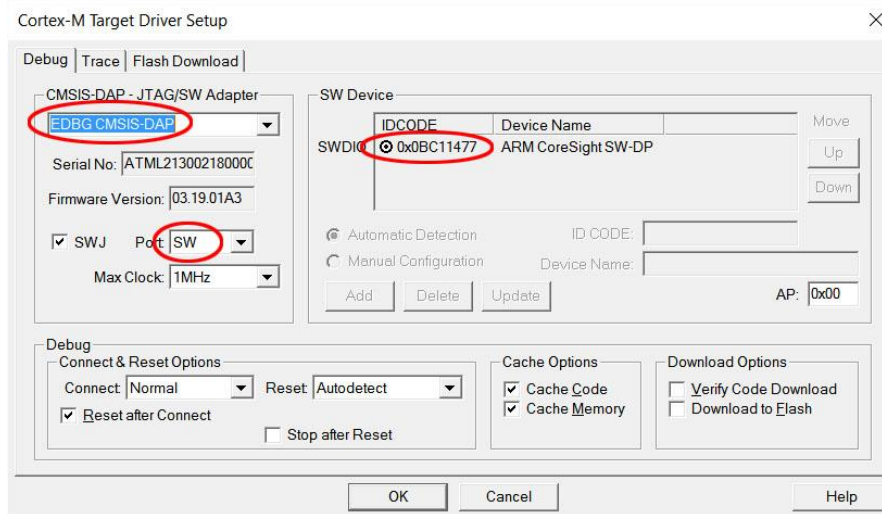 Cortex-M Target Driver Setup
Debug Trace Flash Download
CMSIS-DAP - JTAG/SW Adapter
EDBG CMSIS-DAP
Serial No: ATML21300218000C
Firmware Version: 03.19.01A3
SWJ Port: SW
Max Clock: 1MHz
SW Device
IDCODE Device Name
SWDIO 0x0BC11477 ARM CoreSight SW-DP
Move
Up
Down
Automatic Detection ID CODE:
Manual Configuration Device Name:
Add Delete Update AP: 0x00
Debug
Connect & Reset Options
Connect: Normal Reset: Autodetect
Reset after Connect
Stop after Reset
Cache Options
Cache Code
Cache Memory
Download Options
Verify Code Download
Download to Flash
OK Cancel Help